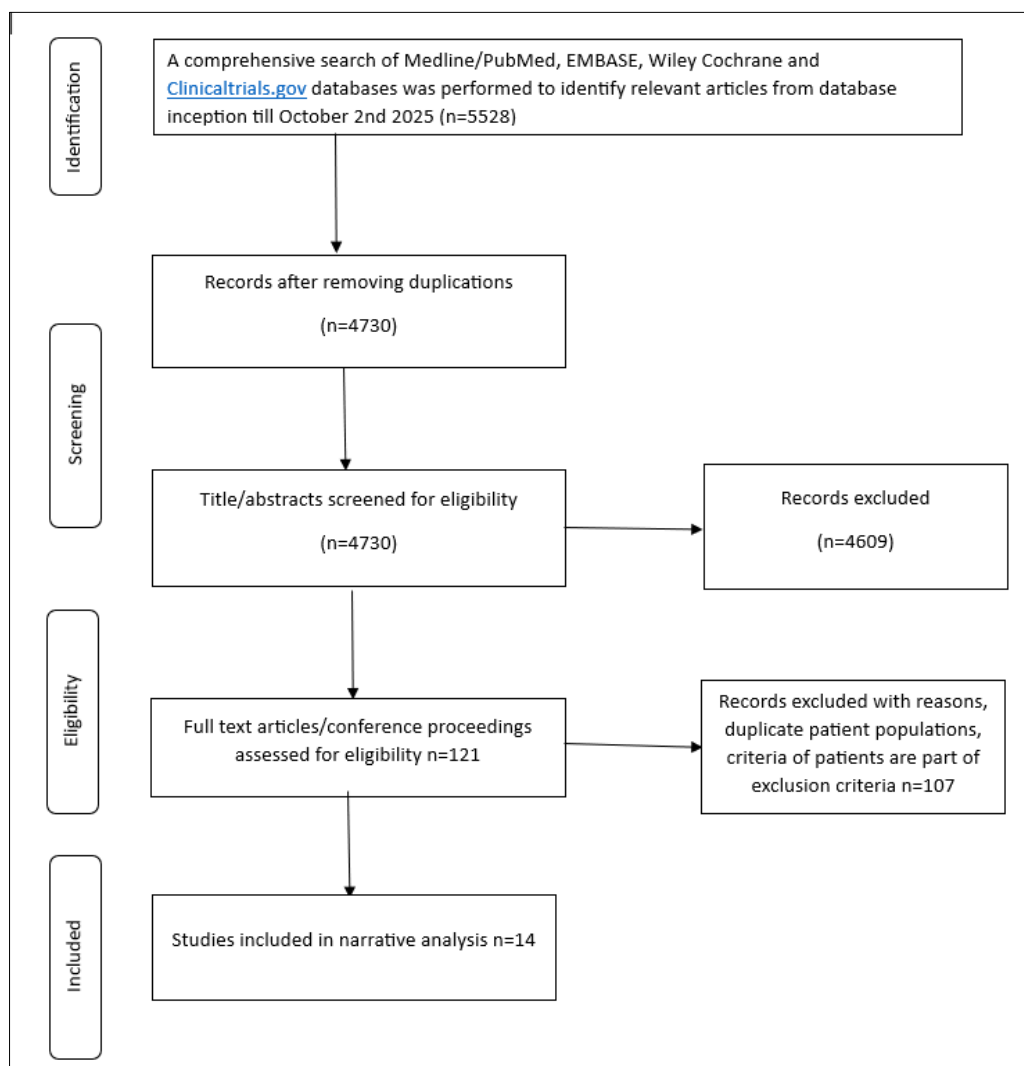 Identification
A comprehensive search of Medline/PubMed, EMBASE, Wiley Cochrane and
Clinicaltrials.gov databases was performed to identify relevant articles from database
inception till October 2nd 2025 (n=5528)
Records after removing duplications
(n=4730)
Screening
Title/abstracts screened for eligibility
(n=4730)
Records excluded
(n=4609)
Eligibility
Full text articles/conference proceedings
assessed for eligibility n=121
Records excluded with reasons,
duplicate patient populations,
criteria of patients are part of
exclusion criteria n=107
Included
Studies included in narrative analysis n=14